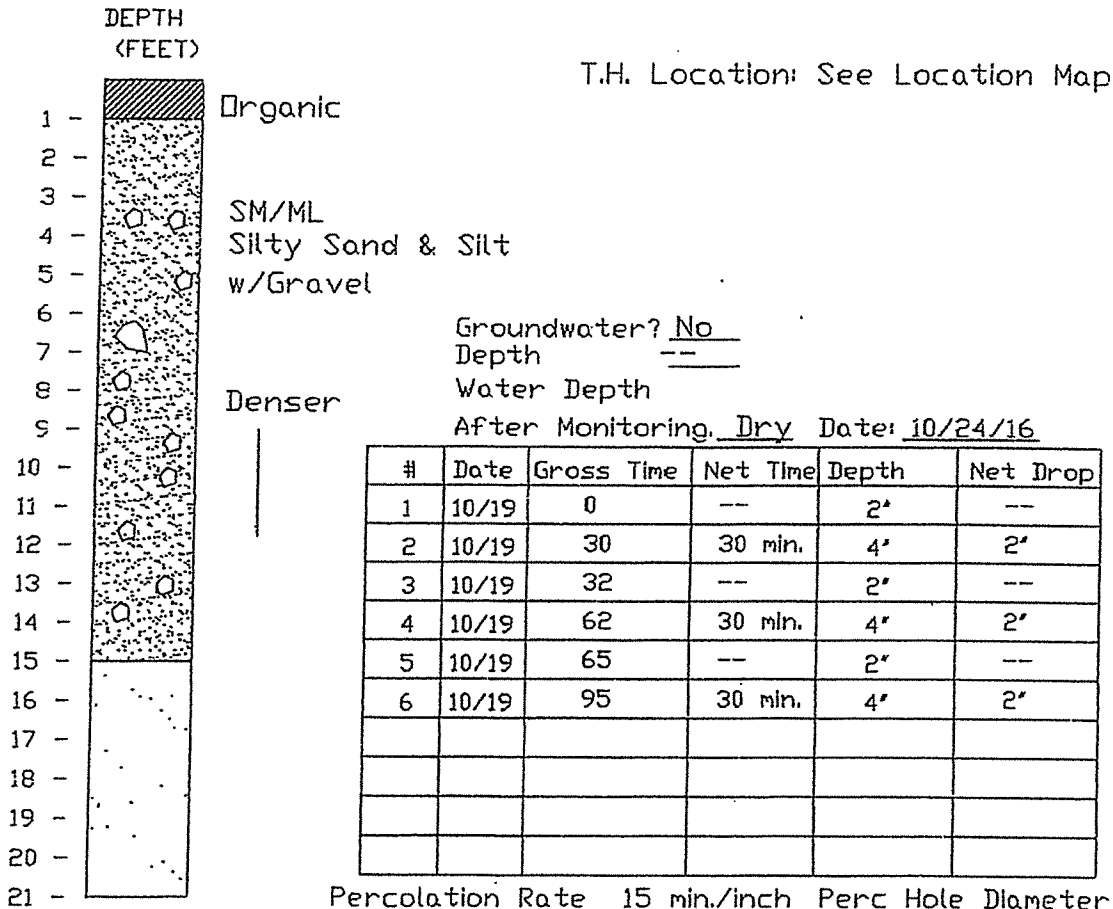 DEPTH
(FEET)
T.H. Location: See Location Map
Organic
1 -
2 -
3 -
SM/ML
4 -
Silty Sand & Silt
5 -
w/Gravel
6 -
Groundwater? No
7 -
Depth --
8 -
Water Depth
Denser
9 -
After Monitoring. Dry Date: 10/24/16
10 -
11 -
12 -
13 -
14 -
15 -
16 -
17 -
18 -
19 -
20 -
21 -
# Date Gross Time Net Time Depth Net Drop
1 10/19 0 -- 2" --
2 10/19 30 30 min. 4" 2"
3 10/19 32 -- 2" --
4 10/19 62 30 min. 4" 2"
5 10/19 65 -- 2" --
6 10/19 95 30 min. 4" 2"
Percolation Rate 15 min./inch Perc Hole Diameter